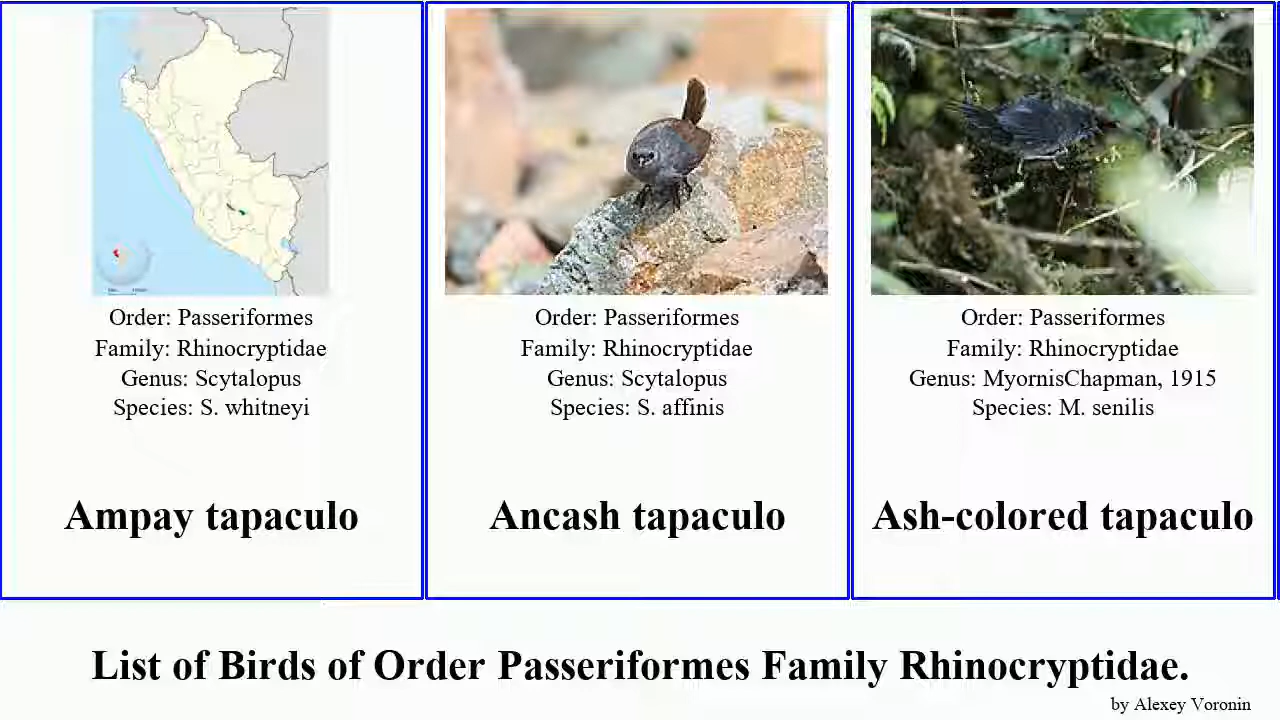 Order: Passeriformes
Family: Rhinocryptidae
Genus: Scytalopus
Species: S. whitneyi
Ampay tapaculo
Order: Passeriformes
Family: Rhinocryptidae
Genus: Scytalopus
Species: S. affinis
Ancash tapaculo
Order: Passeriformes
Family: Rhinocryptidae
Genus: MyornisChapman, 1915
Species: M. senilis
Ash-colored tapaculo
List of Birds of Order Passeriformes Family Rhinocryptidae.
by Alexey Voronin